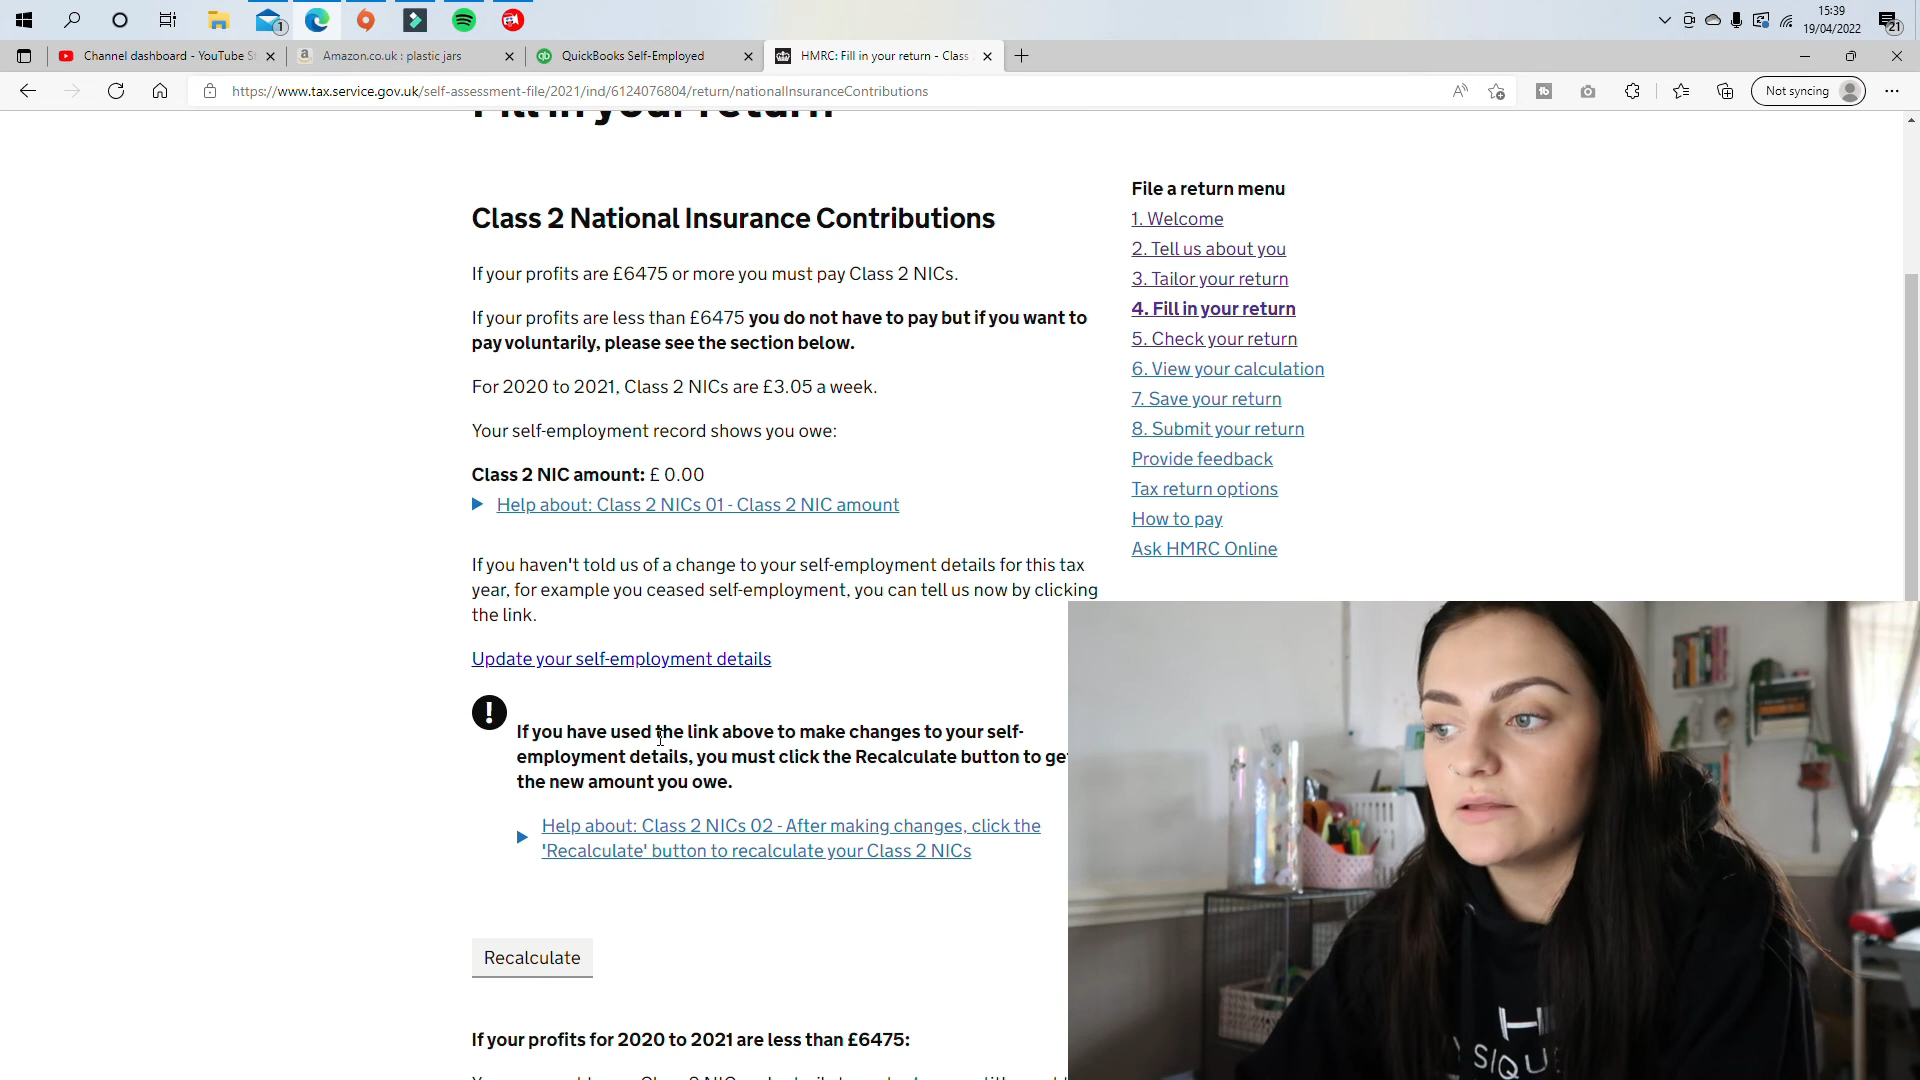 15:39
19/04/2022
1
21
Channel dashboard - YouTube St
Amazon.co.uk : plastic jars
QuickBooks Self-Employed
HMRC: Fill in your return - Class
https://www.tax.service.gov.uk/self-assessment-file/2021/ind/6124076804/return/nationalInsuranceContributions
Not syncing
Fill in your return
Class 2 National Insurance Contributions
If your profits are £6475 or more you must pay Class 2 NICs.
If your profits are less than £6475 you do not have to pay but if you want to
pay voluntarily, please see the section below.
For 2020 to 2021, Class 2 NICs are £3.05 a week.
Your self-employment record shows you owe:
Class 2 NIC amount: £ 0.00
Help about: Class 2 NICs 01 - Class 2 NIC amount
If you haven't told us of a change to your self-employment details for this tax
year, for example you ceased self-employment, you can tell us now by clicking
the link.
Update your self-employment details
If you have used the link above to make changes to your self-
employment details, you must click the Recalculate button to get
the new amount you owe.
Help about: Class 2 NICs 02 - After making changes, click the
'Recalculate' button to recalculate your Class 2 NICs
Recalculate
If your profits for 2020 to 2021 are less than £6475:
File a return menu
1. Welcome
2. Tell us about you
3. Tailor your return
4. Fill in your return
5. Check your return
6. View your calculation
7. Save your return
8. Submit your return
Provide feedback
Tax return options
How to pay
Ask HMRC Online
H
SIQU